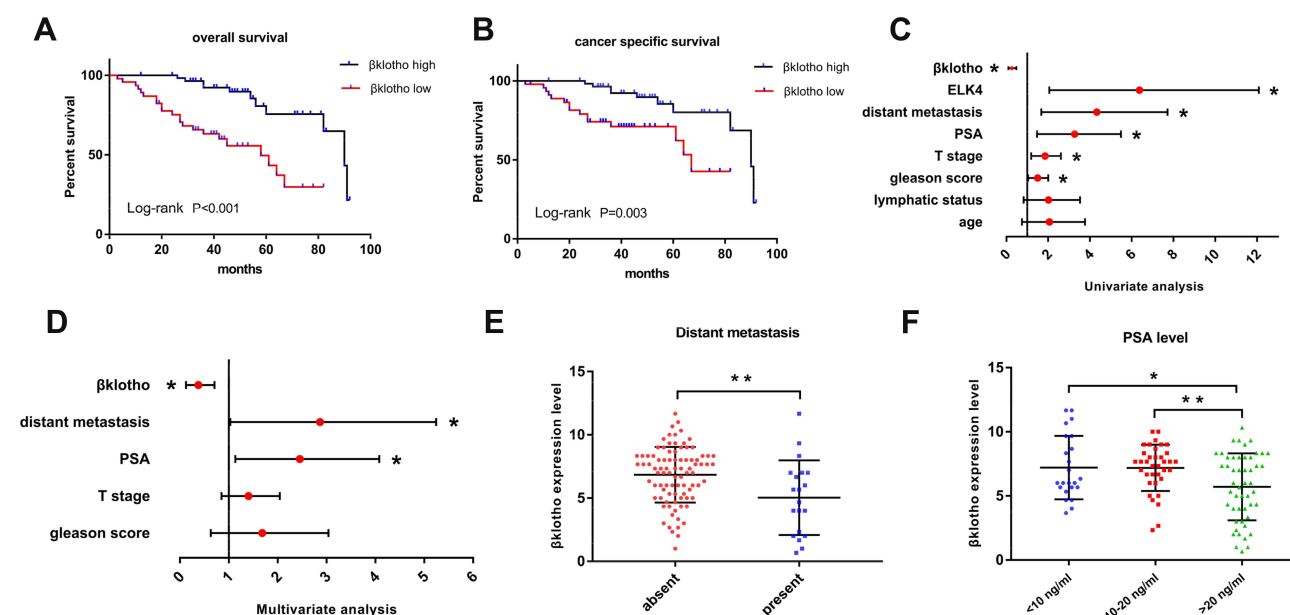 A
overall survival
βklotho high
βklotho low
Percent survival
100
50
0
Log-rank P<0.001
0 20 40 60 80 100
months
B
cancer specific survival
βklotho high
βklotho low
Percent survival
100
50
0
Log-rank P=0.003
0 20 40 60 80 100
months
C
βklotho *
ELK4 *
distant metastasis *
PSA *
T stage *
gleason score *
lymphatic status
age
0 2 4 6 8 10 12
Univariate analysis
D
βklotho *
distant metastasis *
PSA *
T stage
gleason score
0 1 2 3 4 5 6
Multivariate analysis
E
Distant metastasis
βklotho expression level
15
10
5
0
**
absent present
F
PSA level
βklotho expression level
15
10
5
0
*
**
<10 ng/ml 10-20 ng/ml >20 ng/ml